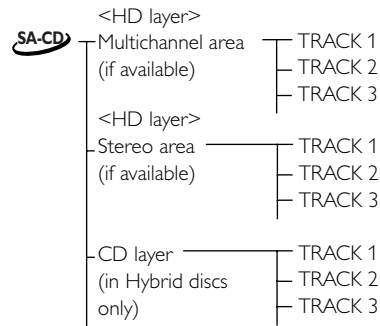 <HD layer>
SA-CD Multichannel area TRACK 1
(if available) TRACK 2
TRACK 3
<HD layer>
Stereo area TRACK 1
(if available) TRACK 2
TRACK 3
CD layer TRACK 1
(in Hybrid discs TRACK 2
only) TRACK 3